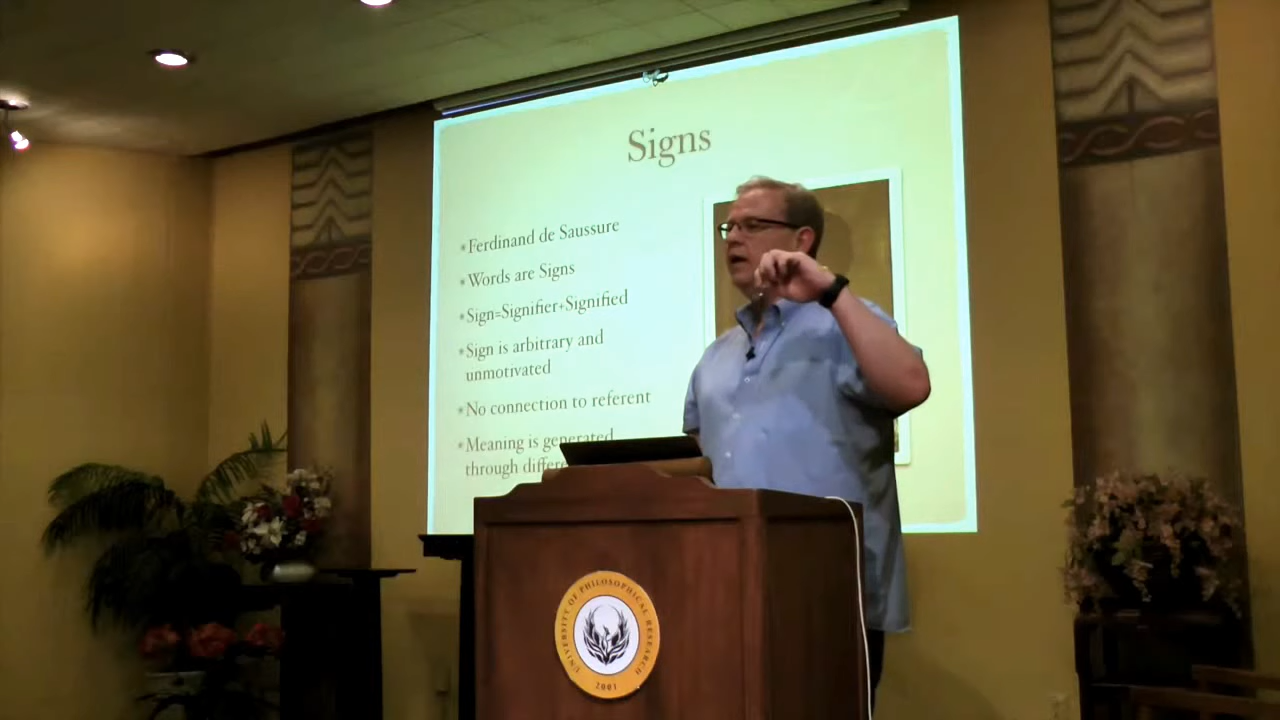 Signs
*Ferdinand de Saussure
*Words are Signs
*Sign=Signifier+Signified
*Sign is arbitrary and
unmotivated
*No connection to referent
*Meaning is generated
through
UNIVERSITY OF PHILOSOPHICAL RESEARCH
2001